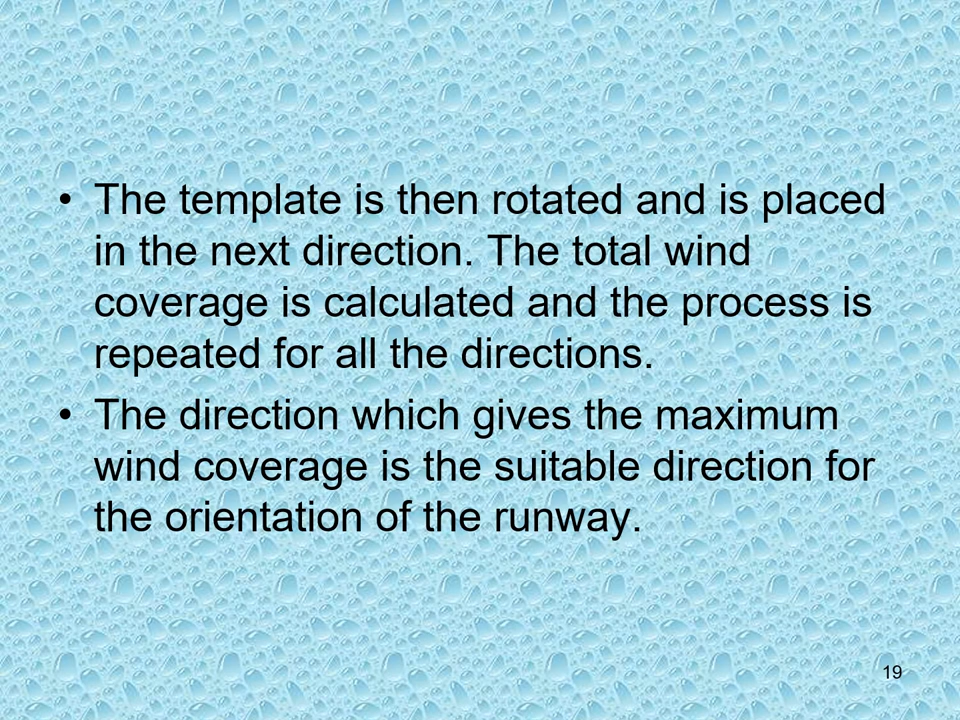 • The template is then rotated and is placed
in the next direction. The total wind
coverage is calculated and the process is
repeated for all the directions.
• The direction which gives the maximum
wind coverage is the suitable direction for
the orientation of the runway.
19